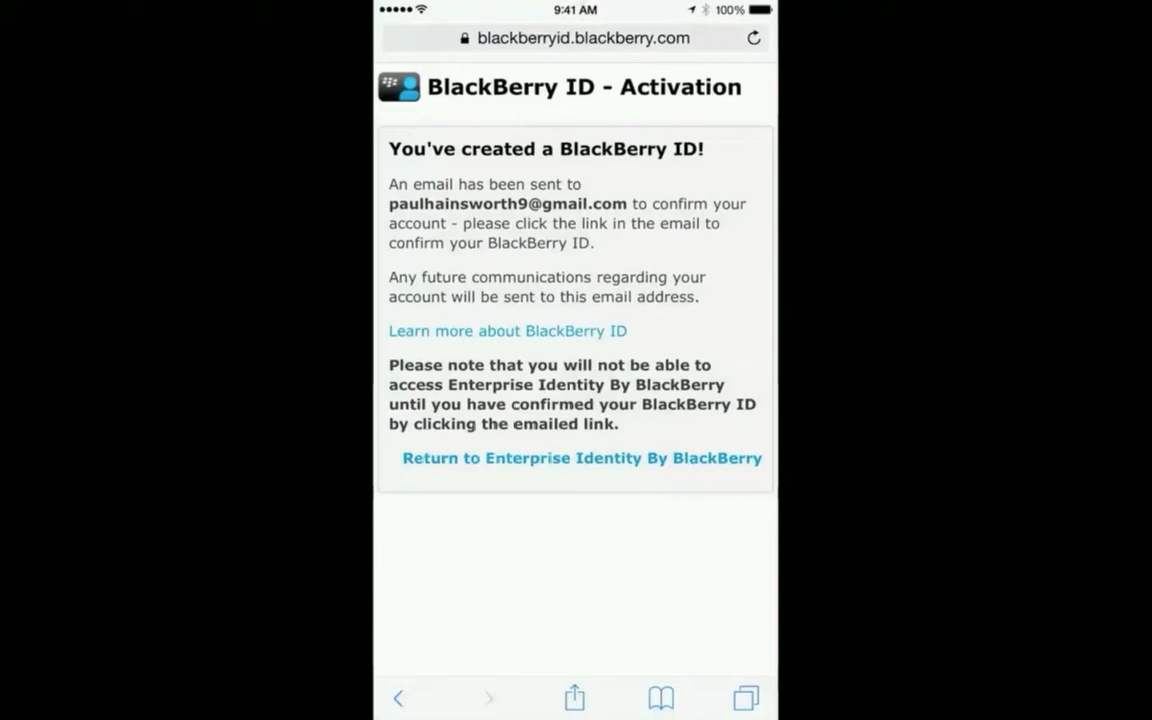 9:41 AM
100%
blackberryid.blackberry.com
BlackBerry ID - Activation
You've created a BlackBerry ID!
An email has been sent to
paulhainsworth9@gmail.com to confirm your
account - please click the link in the email to
confirm your BlackBerry ID.
Any future communications regarding your
account will be sent to this email address.
Learn more about BlackBerry ID
Please note that you will not be able to
access Enterprise Identity By BlackBerry
until you have confirmed your BlackBerry ID
by clicking the emailed link.
Return to Enterprise Identity By BlackBerry